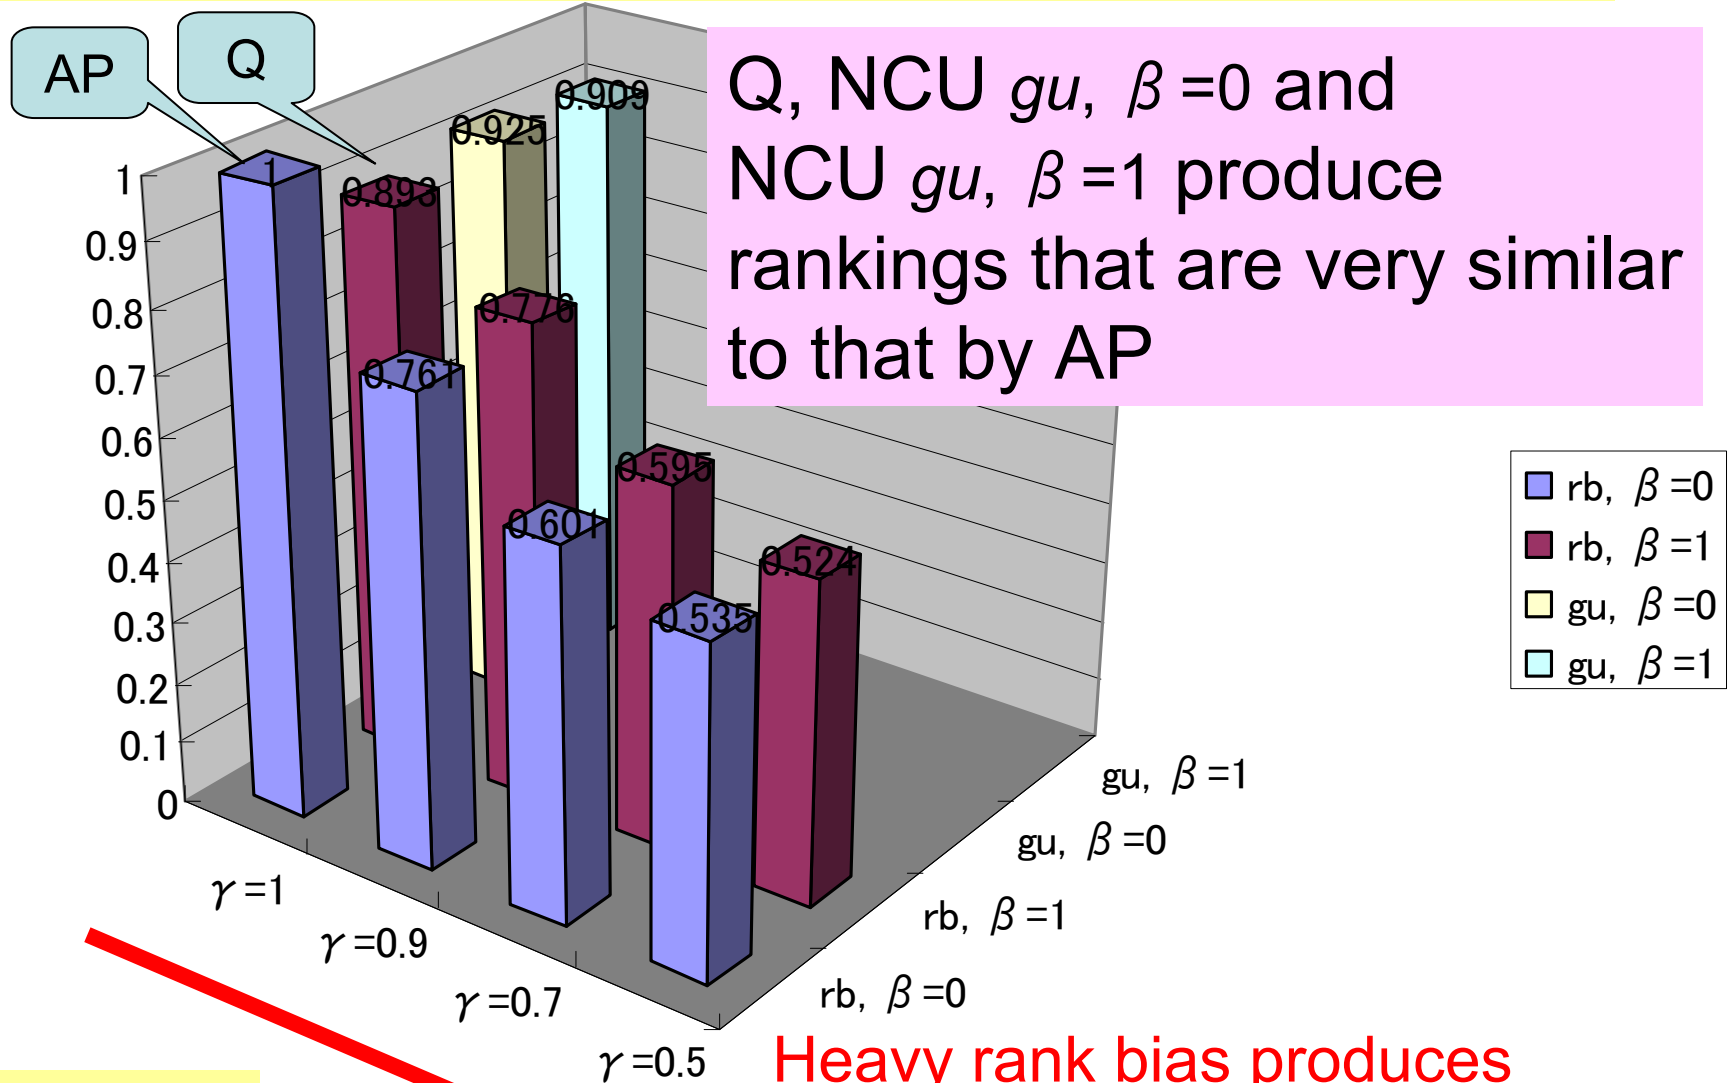 AP
Q
Q, NCU gu, β=0 and
NCU gu, β=1 produce
rankings that are very similar
to that by AP
1
0.9
0.8
0.7
0.6
0.5
0.4
0.3
0.2
0.1
0
1
0.893
0.925
0.909
0.761
0.776
0.601
0.595
0.535
0.524
γ=1
γ=0.9
γ=0.7
γ=0.5
gu, β=1
gu, β=0
rb, β=1
rb, β=0
rb, β=0
rb, β=1
gu, β=0
gu, β=1
Heavy rank bias produces